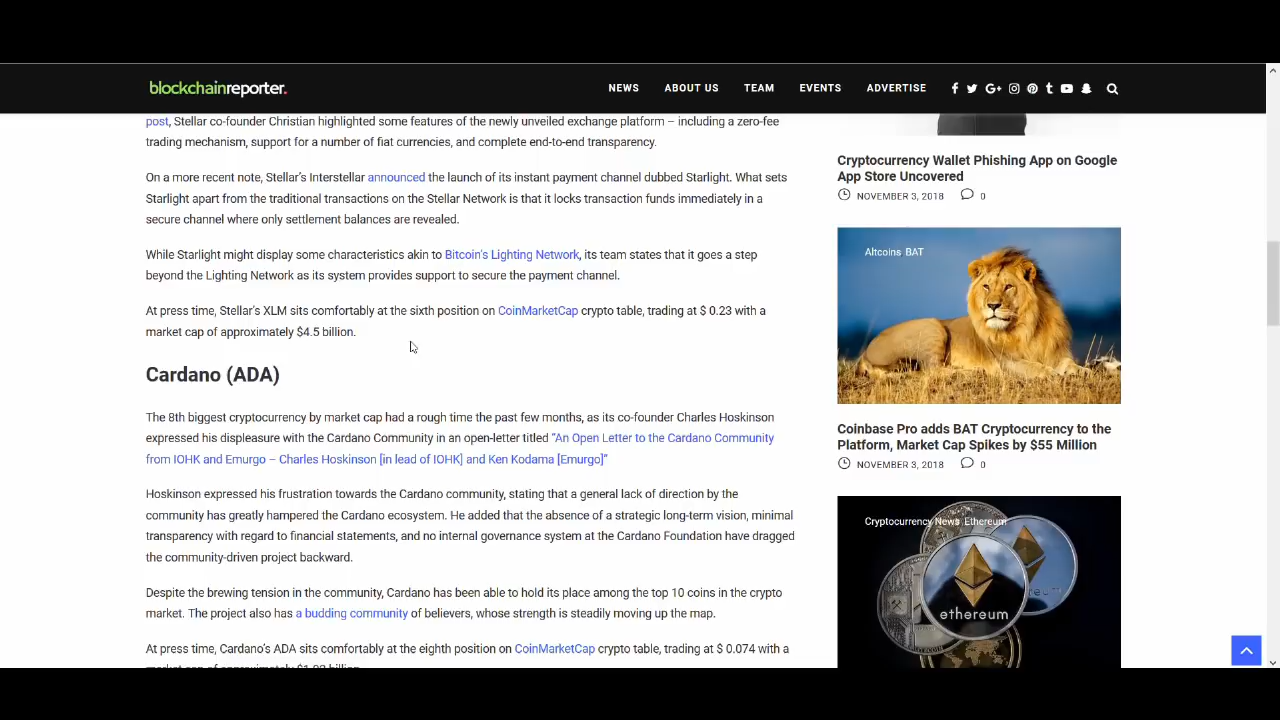 blockchainreporter.
NEWS ABOUT US TEAM EVENTS ADVERTISE
post, Stellar co-founder Christian highlighted some features of the newly unveiled exchange platform – including a zero-fee
trading mechanism, support for a number of fiat currencies, and complete end-to-end transparency.
On a more recent note, Stellar's Interstellar announced the launch of its instant payment channel dubbed Starlight. What sets
Starlight apart from the traditional transactions on the Stellar Network is that it locks transaction funds immediately in a
secure channel where only settlement balances are revealed.
While Starlight might display some characteristics akin to Bitcoin's Lighting Network, its team states that it goes a step
beyond the Lighting Network as its system provides support to secure the payment channel.
At press time, Stellar's XLM sits comfortably at the sixth position on CoinMarketCap crypto table, trading at $ 0.23 with a
market cap of approximately $4.5 billion.
Cardano (ADA)
The 8th biggest cryptocurrency by market cap had a rough time the past few months, as its co-founder Charles Hoskinson
expressed his displeasure with the Cardano Community in an open-letter titled “An Open Letter to the Cardano Community
from IOHK and Emurgo – Charles Hoskinson [in lead of IOHK] and Ken Kodama [Emurgo]”
Hoskinson expressed his frustration towards the Cardano community, stating that a general lack of direction by the
community has greatly hampered the Cardano ecosystem. He added that the absence of a strategic long-term vision, minimal
transparency with regard to financial statements, and no internal governance system at the Cardano Foundation have dragged
the community-driven project backward.
Despite the brewing tension in the community, Cardano has been able to hold its place among the top 10 coins in the crypto
market. The project also has a budding community of believers, whose strength is steadily moving up the map.
At press time, Cardano's ADA sits comfortably at the eighth position on CoinMarketCap crypto table, trading at $ 0.074 with a
market cap of approximately
Cryptocurrency Wallet Phishing App on Google
App Store Uncovered
NOVEMBER 3, 2018 0
Altcoins BAT
Coinbase Pro adds BAT Cryptocurrency to the
Platform, Market Cap Spikes by $55 Million
NOVEMBER 3, 2018 0
Cryptocurrency News Ethereum
ethereum